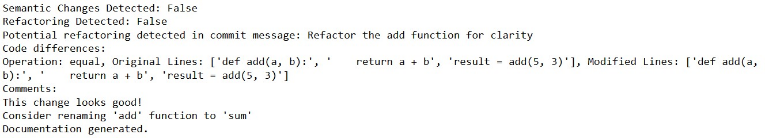 Semantic Changes Detected: False
Refactoring Detected: False
Potential refactoring detected in commit message: Refactor the add function for clarity
Code differences:
Operation: equal, Original Lines: ['def add(a, b):', '    return a + b', 'result = add(5, 3)'], Modified Lines: ['def add(a,
b):', '    return a + b', 'result = add(5, 3)']
Comments:
This change looks good!
Consider renaming 'add' function to 'sum'
Documentation generated.